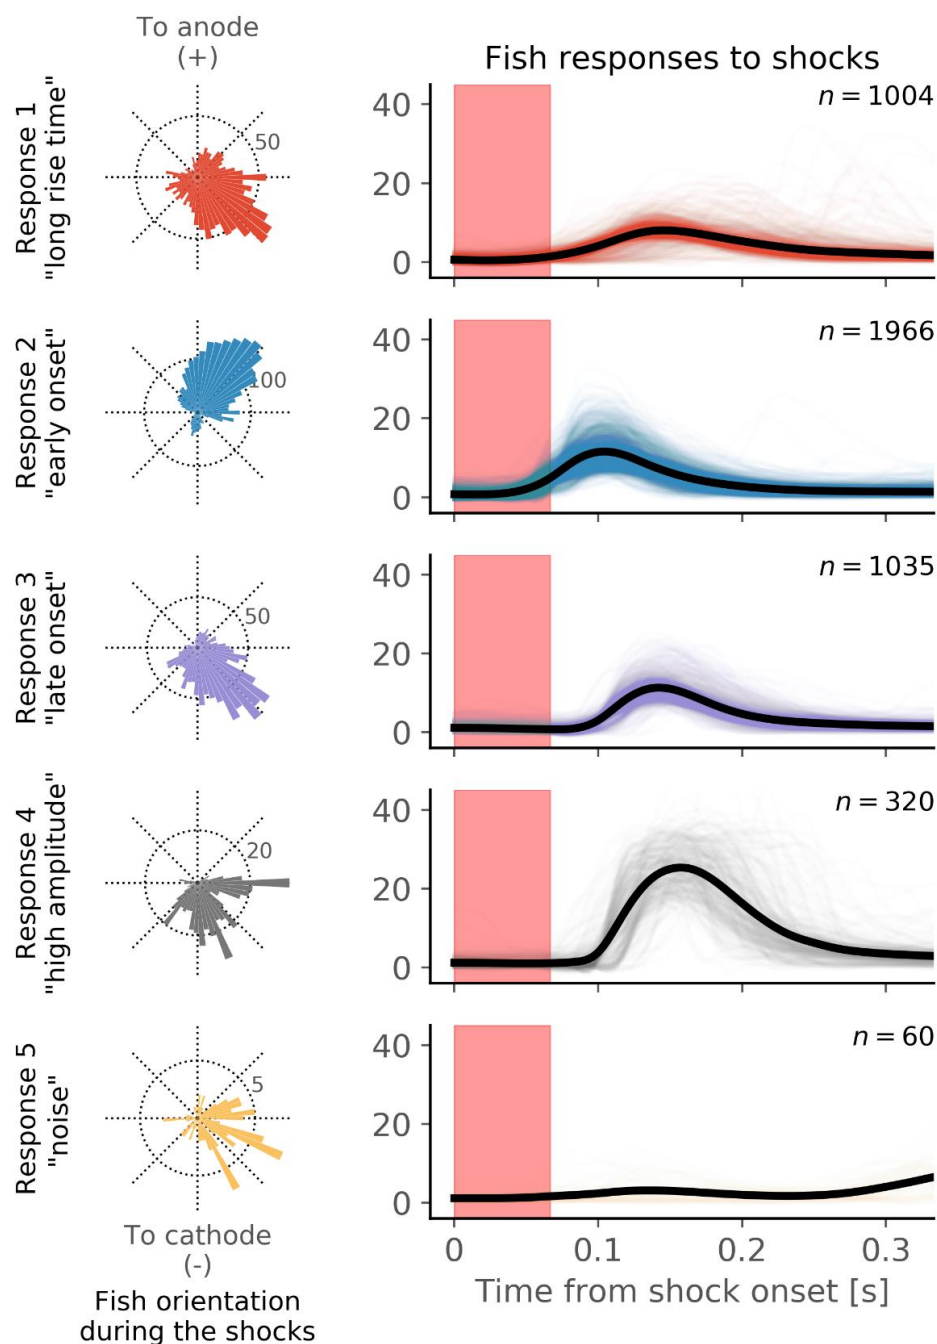 To anode
(+)
Fish responses to shocks
Response 1
"long rise time"
50
40
20
0
n = 1004
Response 2
"early onset"
100
40
20
0
n = 1966
Response 3
"late onset"
50
40
20
0
n = 1035
Response 4
"high amplitude"
20
40
20
0
n = 320
Response 5
"noise"
5
40
20
0
n = 60
0
0.1
0.2
0.3
Time from shock onset [s]
To cathode
(-)
Fish orientation
during the shocks